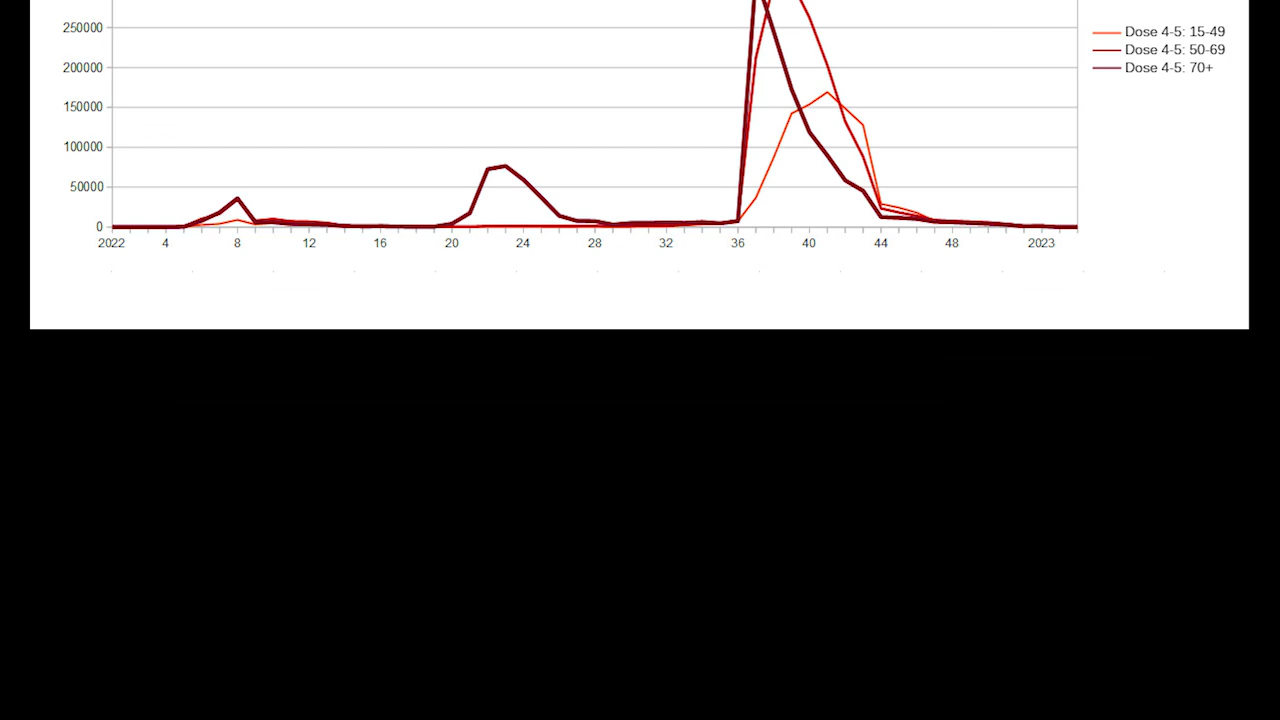 250000
200000
150000
100000
50000
0
2022 4 8 12 16 20 24 28 32 36 40 44 48 2023
Dose 4-5: 15-49
Dose 4-5: 50-69
Dose 4-5: 70+